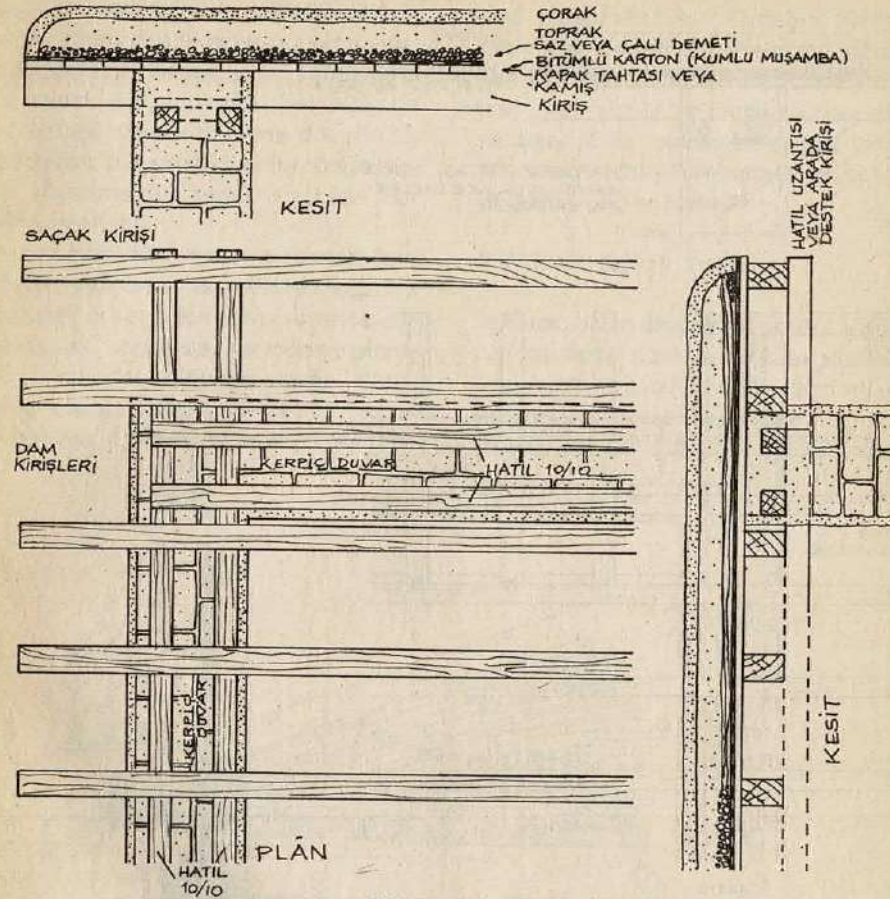 ÇORAK
TOPRAK
SAZ VEYA ÇALI DEMETİ
BİTÜMLÜ KARTON (KUMLU MUŞAMBA)
KAPAK TAHTASI VEYA
KAMIŞ
KİRİŞ
KESİT
SAÇAK KİRİŞİ
HATIL UZANTISI
VEYA ARADA
DESTEK KİRİŞİ
DAM
KİRİŞLERİ
KERPİÇ DUVAR
HATIL 10/10
KERPİÇ
DUVAR
KESİT
PLÂN
HATIL
10/10